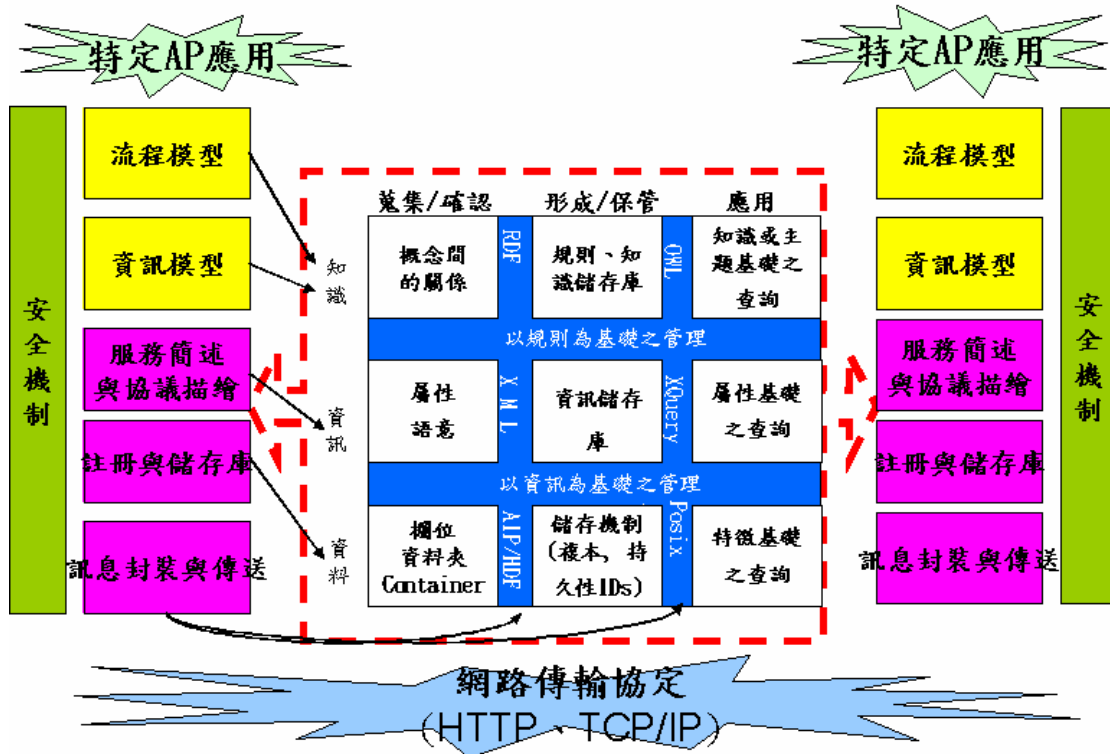 特定AP應用
特定AP應用
安全機制
流程模型
資訊模型
服務簡述
與協議描繪
註冊與儲存庫
訊息封裝與傳送
蒐集/確認
形成/保管
應用
知識
概念間
的關係
RDF
規則、知
識儲存庫
OWL
知識或主
題基礎之
查詢
以規則為基礎之管理
資訊
屬性
語意
XML
資訊儲存
庫
XQuery
屬性基礎
之查詢
以資訊為基礎之管理
資料
欄位
資料夾
Container
AIP/HDF
儲存機制
(複本, 持
久性IDs)
Posix
特徵基礎
之查詢
流程模型
資訊模型
服務簡述
與協議描繪
註冊與儲存庫
訊息封裝與傳送
安全機制
網路傳輸協定
(HTTP、TCP/IP)